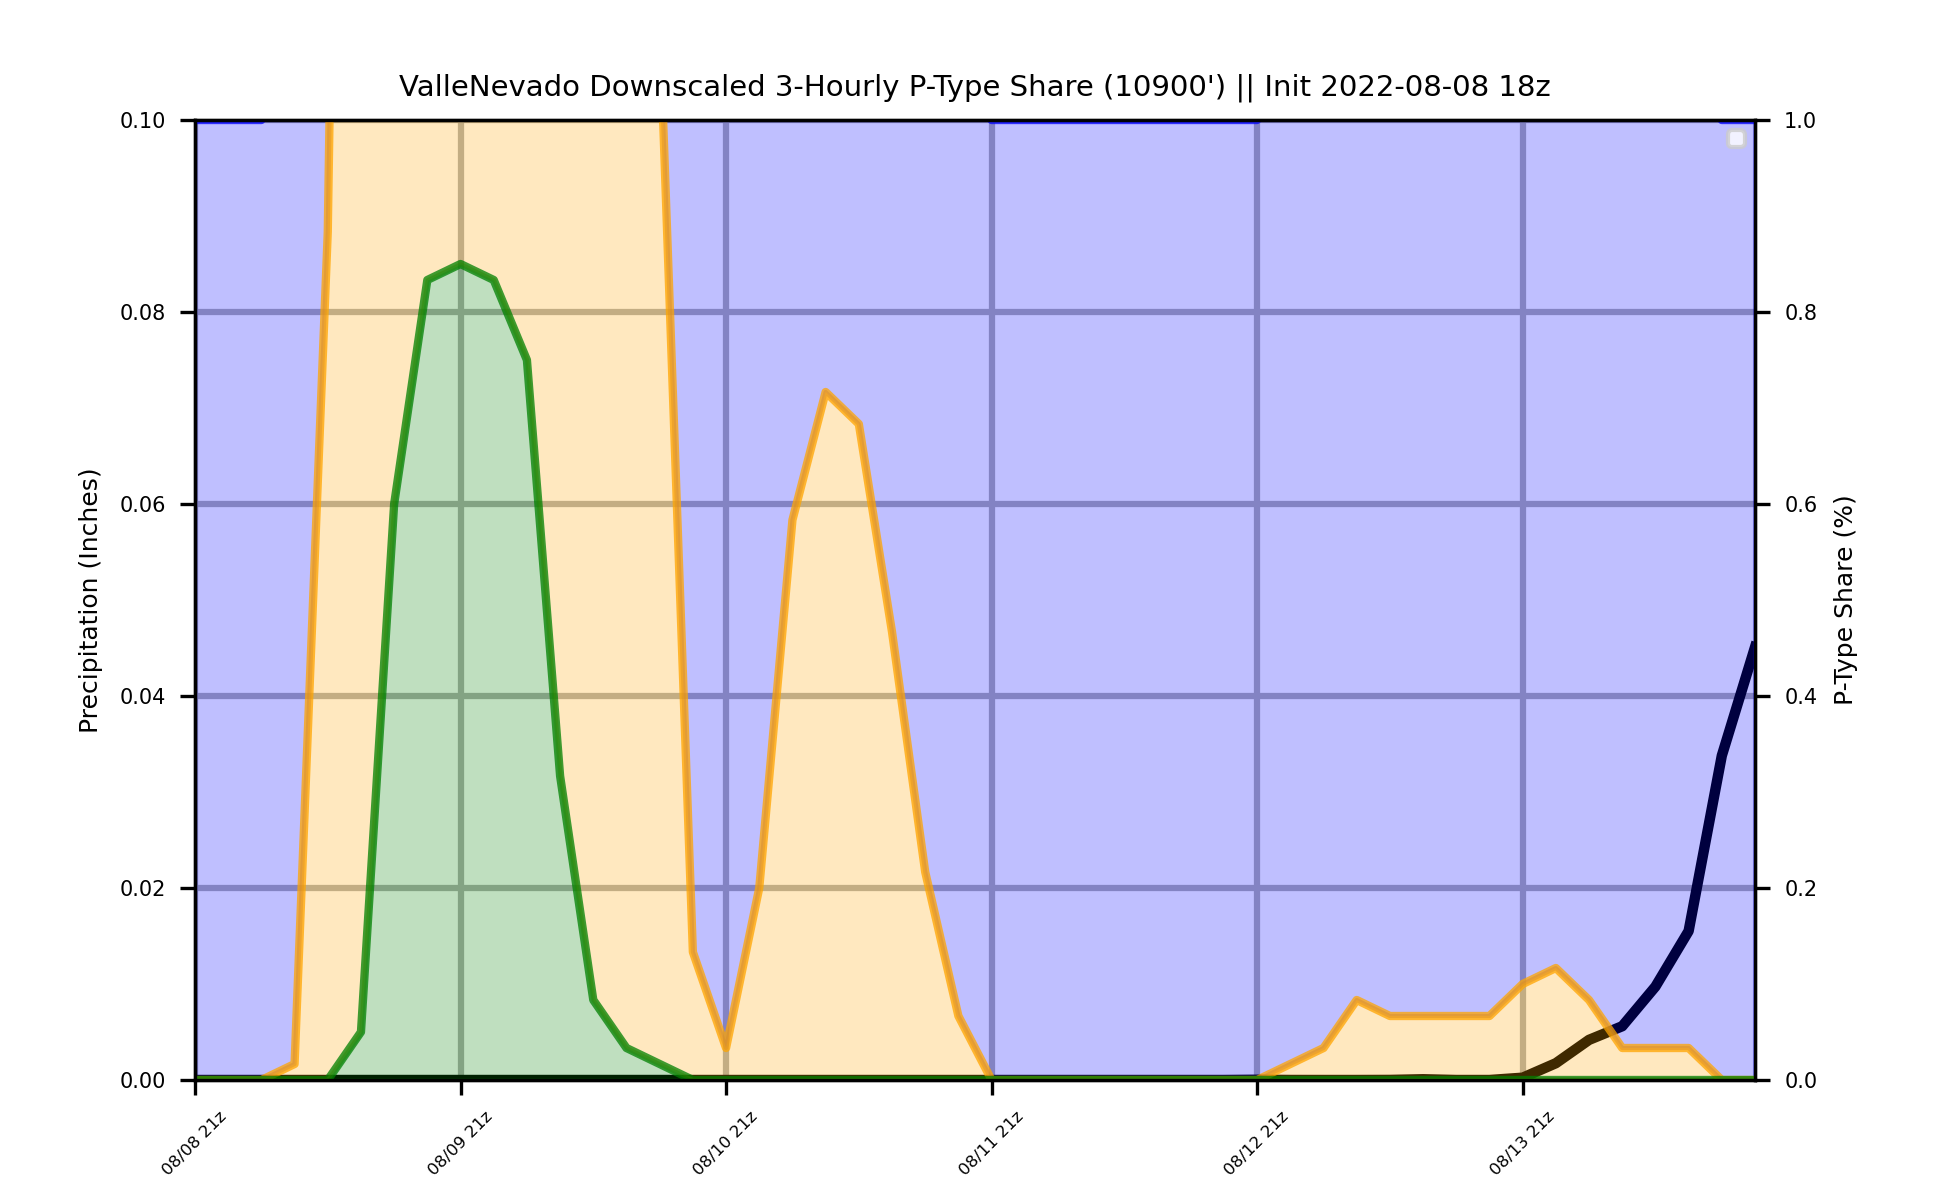 ValleNevado Downscaled 3-Hourly P-Type Share (10900') || Init 2022-08-08 18z
0.10
0.08
0.06
0.04
0.02
0.00
Precipitation (Inches)
1.0
0.8
0.6
0.4
0.2
0.0
P-Type Share (%)
08/08 21z
08/09 21z
08/10 21z
08/11 21z
08/12 21z
08/13 21z